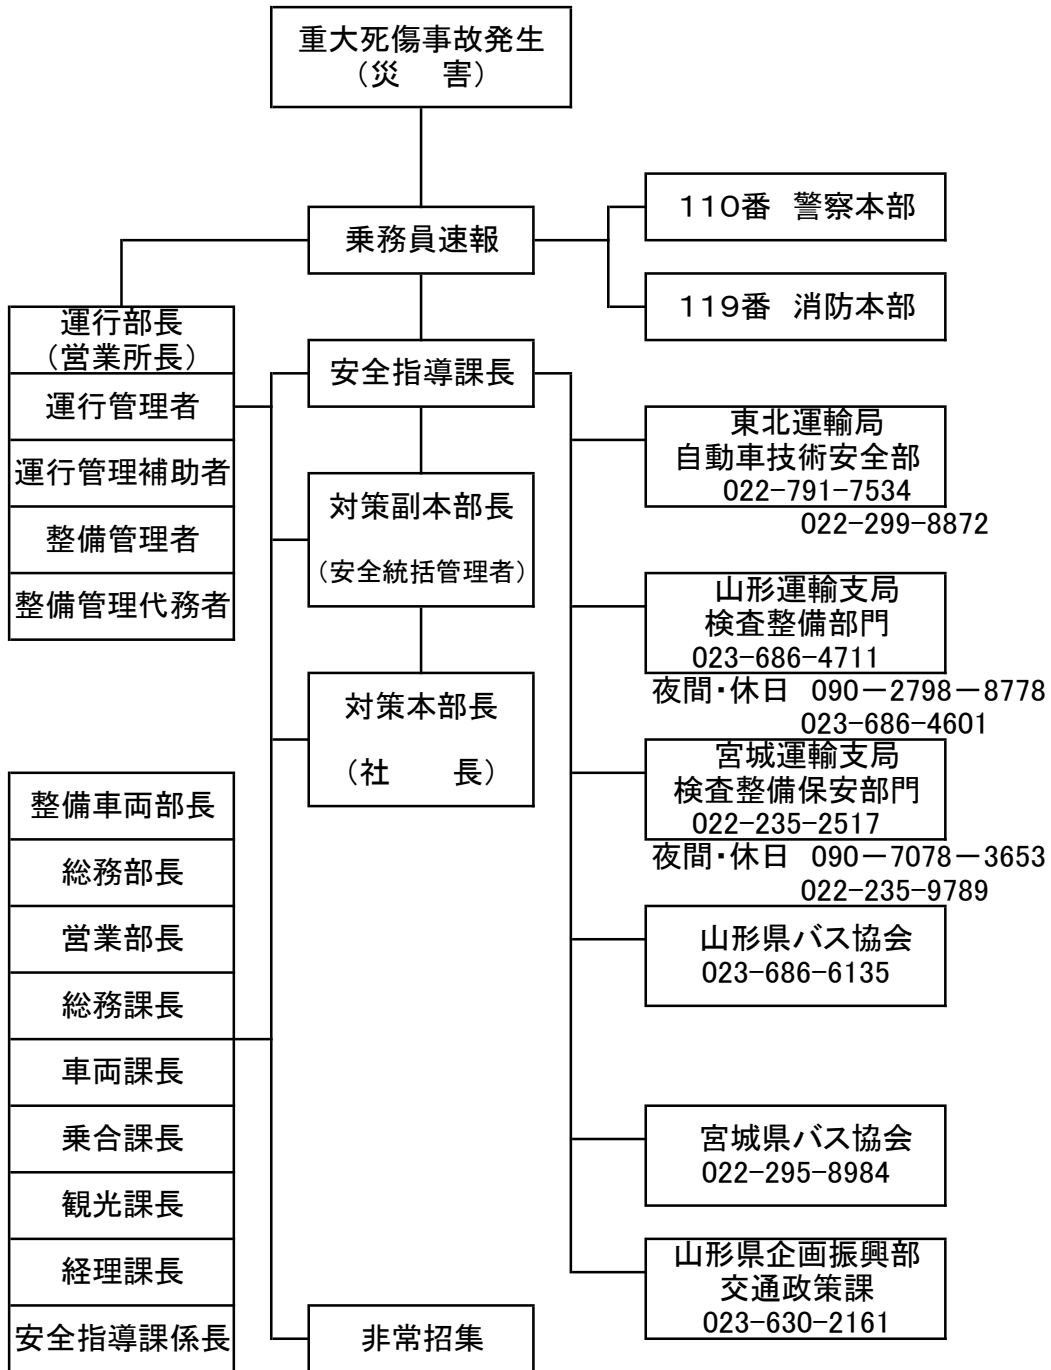 重大死傷事故発生
（災　害）
乗務員速報
１１０番　警察本部
１１９番　消防本部
運行部長
（営業所長）
運行管理者
運行管理補助者
整備管理者
整備管理代務者
安全指導課長
対策副本部長
（安全統括管理者）
対策本部長
（社　　長）
東北運輸局
自動車技術安全部
022-791-7534
022-299-8872
山形運輸支局
検査整備部門
023-686-4711
夜間・休日　090－2798－8778
023-686-4601
宮城運輸支局
検査整備保安部門
022-235-2517
夜間・休日　090－7078－3653
022-235-9789
山形県バス協会
023-686-6135
宮城県バス協会
022-295-8984
山形県企画振興部
交通政策課
023-630-2161
整備車両部長
総務部長
営業部長
総務課長
車両課長
乗合課長
観光課長
経理課長
安全指導課係長
非常招集